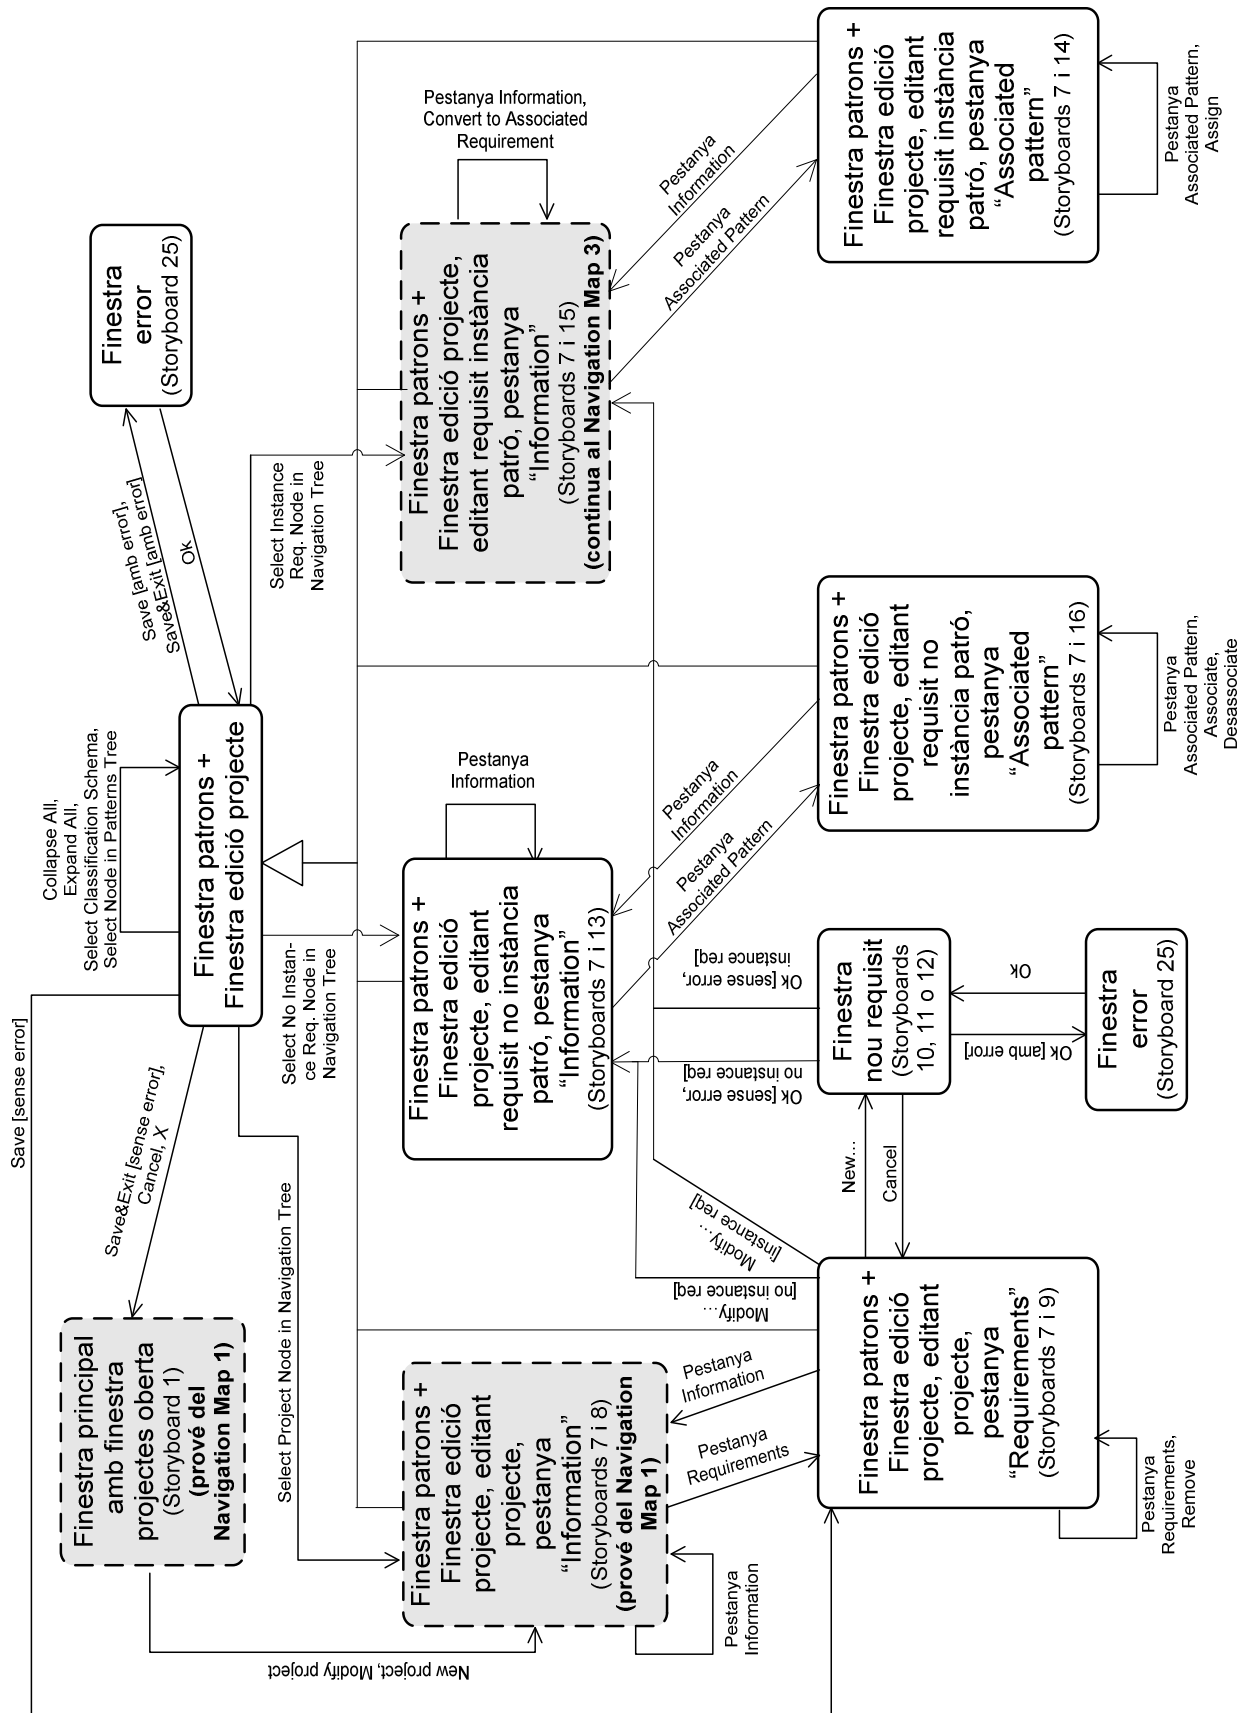 Save [sense error]
Collapse All,
Expand All,
Select Classification Schema,
Select Node in Patterns Tree
Finestra patrons +
Finestra edició projecte
Save [amb error],
Save&Exit [amb error]
Ok
Finestra
error
(Storyboard 25)
Save&Exit [sense error],
Cancel, X
Finestra principal
amb finestra
projectes oberta
(Storyboard 1)
(prové del
Navigation Map 1)
New project, Modify project
Select Project Node in Navigation Tree
Select No Instan-
ce Req. Node in
Navigation Tree
Select Instance
Req. Node in
Navigation Tree
Finestra patrons +
Finestra edició
projecte, editant
projecte,
pestanya
“Information”
(Storyboards 7 i 8)
(prové del Navigation
Map 1)
Pestanya
Information
Finestra patrons +
Finestra edició
projecte, editant
requisit no instància
patró, pestanya
“Information”
(Storyboards 7 i 13)
Pestanya
Information
Finestra patrons +
Finestra edició projecte,
editant requisit instància
patró, pestanya
“Information”
(Storyboards 7 i 15)
(continua al Navigation Map 3)
Pestanya Information,
Convert to Associated
Requirement
Pestanya
Information
Pestanya
Requirements
Modify…
[no instance req]
Modify…
[instance req]
Ok [sense error,
no instance req]
Ok [sense error,
instance req]
Pestanya
Information
Pestanya
Associated Pattern
Pestanya
Information
Pestanya
Associated Pattern
Finestra patrons +
Finestra edició
projecte, editant
projecte,
pestanya
“Requirements”
(Storyboards 7 i 9)
Pestanya
Requirements,
Remove
New…
Cancel
Finestra
nou requisit
(Storyboards
10, 11 o 12)
Ok [amb error]
Ok
Finestra
error
(Storyboard 25)
Finestra patrons +
Finestra edició
projecte, editant
requisit no
instància patró,
pestanya
“Associated
pattern”
(Storyboards 7 i 16)
Pestanya
Associated Pattern,
Associate,
Desassociate
Finestra patrons +
Finestra edició
projecte, editant
requisit instància
patró, pestanya
“Associated
pattern”
(Storyboards 7 i 14)
Pestanya
Associated Pattern,
Assign